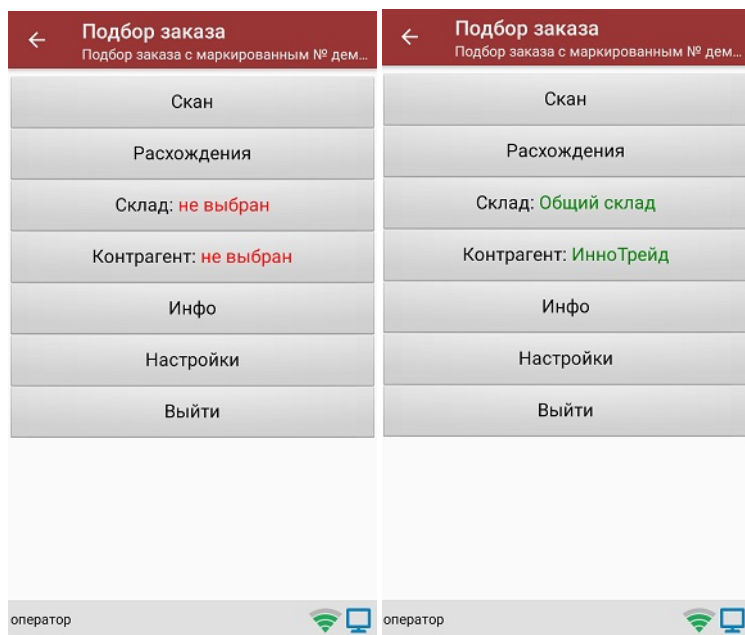 Подбор заказа
Подбор заказа с маркированным № дем...
Скан
Расхождения
Склад: не выбран
Контрагент: не выбран
Инфо
Настройки
Выйти
оператор
Подбор заказа
Подбор заказа с маркированным № дем...
Скан
Расхождения
Склад: Общий склад
Контрагент: ИнноТрейд
Инфо
Настройки
Выйти
оператор